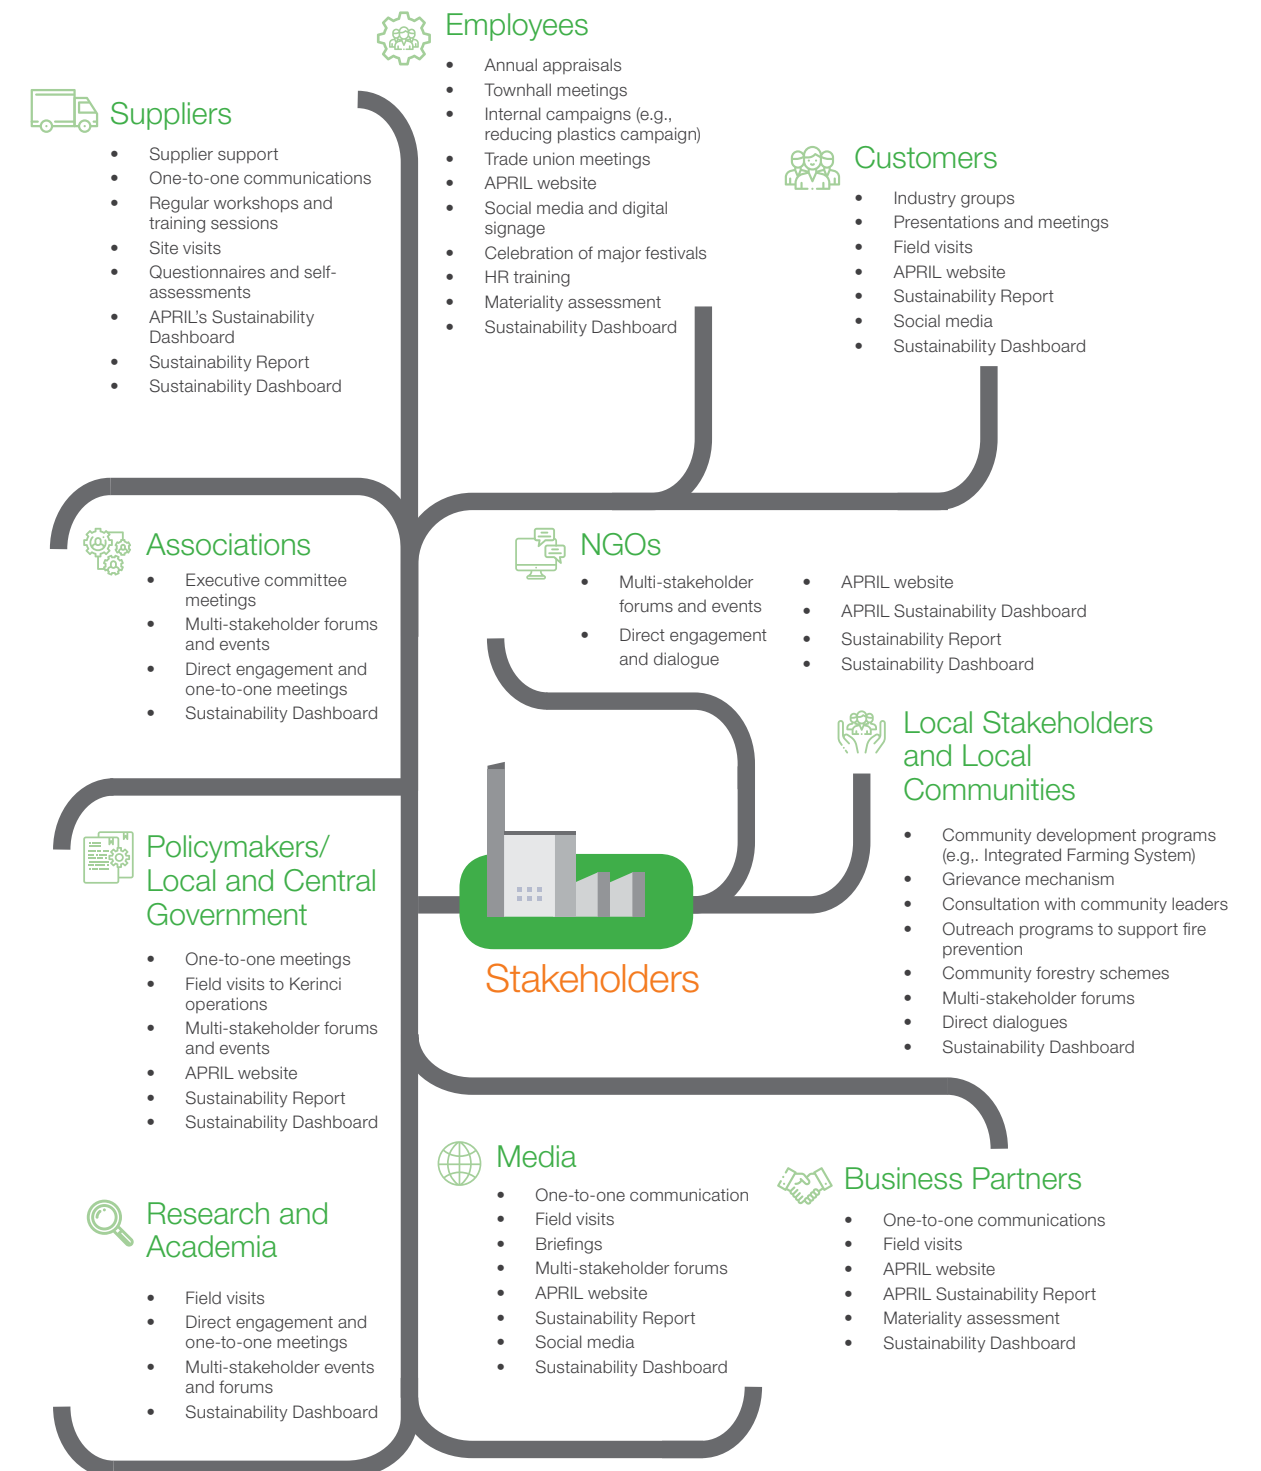 Employees
• Annual appraisals
• Townhall meetings
• Internal campaigns (e.g.,
reducing plastics campaign)
• Trade union meetings
• APRIL website
• Social media and digital
signage
• Celebration of major festivals
• HR training
• Materiality assessment
• Sustainability Dashboard
Suppliers
• Supplier support
• One-to-one communications
• Regular workshops and
training sessions
• Site visits
• Questionnaires and self-
assessments
• APRIL's Sustainability
Dashboard
• Sustainability Report
• Sustainability Dashboard
Customers
• Industry groups
• Presentations and meetings
• Field visits
• APRIL website
• Sustainability Report
• Social media
• Sustainability Dashboard
Associations
• Executive committee
meetings
• Multi-stakeholder forums
and events
• Direct engagement and
one-to-one meetings
• Sustainability Dashboard
NGOs
• Multi-stakeholder
forums and events
• Direct engagement
and dialogue
• APRIL website
• APRIL Sustainability Dashboard
• Sustainability Report
• Sustainability Dashboard
Local Stakeholders
and Local
Communities
• Community development programs
(e.g,. Integrated Farming System)
• Grievance mechanism
• Consultation with community leaders
• Outreach programs to support fire
prevention
• Community forestry schemes
• Multi-stakeholder forums
• Direct dialogues
• Sustainability Dashboard
Policymakers/
Local and Central
Government
• One-to-one meetings
• Field visits to Kerinci
operations
• Multi-stakeholder forums
and events
• APRIL website
• Sustainability Report
• Sustainability Dashboard
Stakeholders
Media
• One-to-one communication
• Field visits
• Briefings
• Multi-stakeholder forums
• APRIL website
• Sustainability Report
• Social media
• Sustainability Dashboard
Business Partners
• One-to-one communications
• Field visits
• APRIL website
• APRIL Sustainability Report
• Materiality assessment
• Sustainability Dashboard
Research and
Academia
• Field visits
• Direct engagement and
one-to-one meetings
• Multi-stakeholder events
and forums
• Sustainability Dashboard